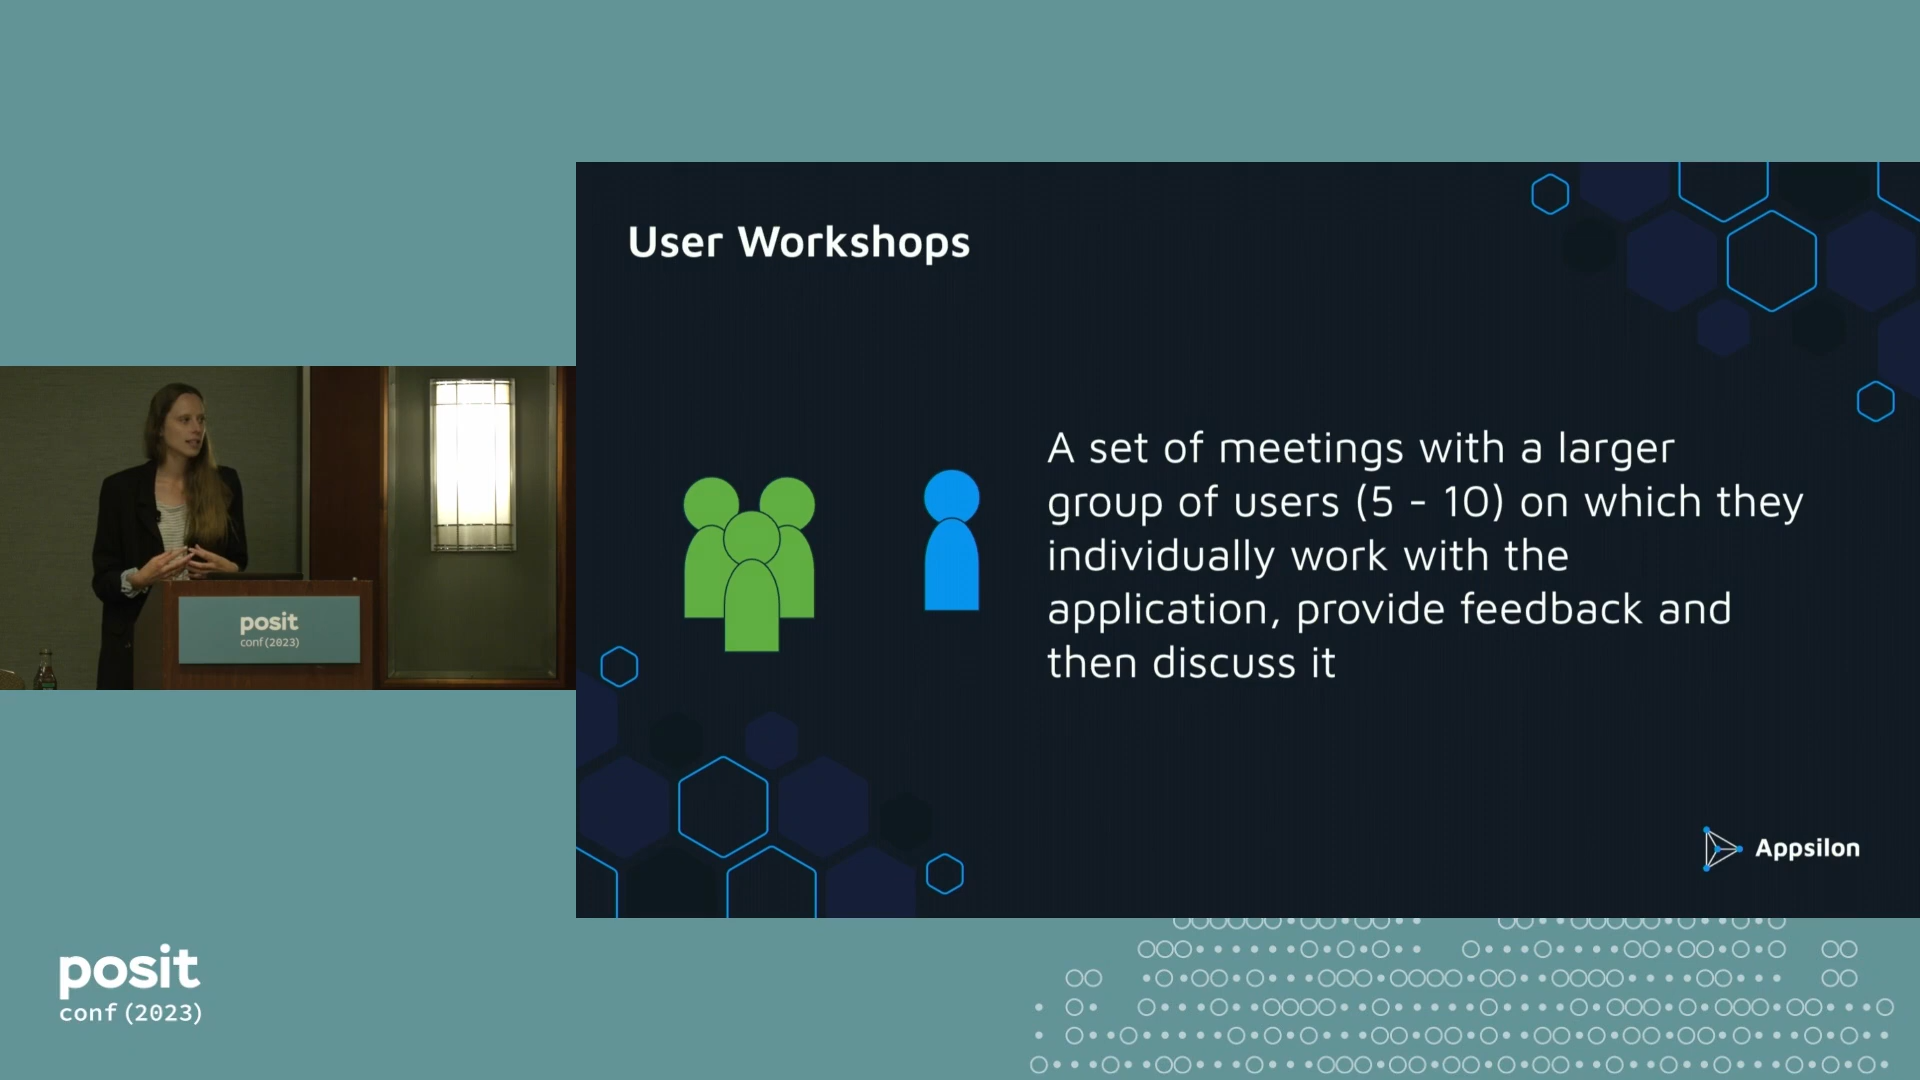 User Workshops
A set of meetings with a larger
group of users (5 - 10) on which they
individually work with the
application, provide feedback and
then discuss it
posit
conf(2023)
Appsilon
posit
conf(2023)